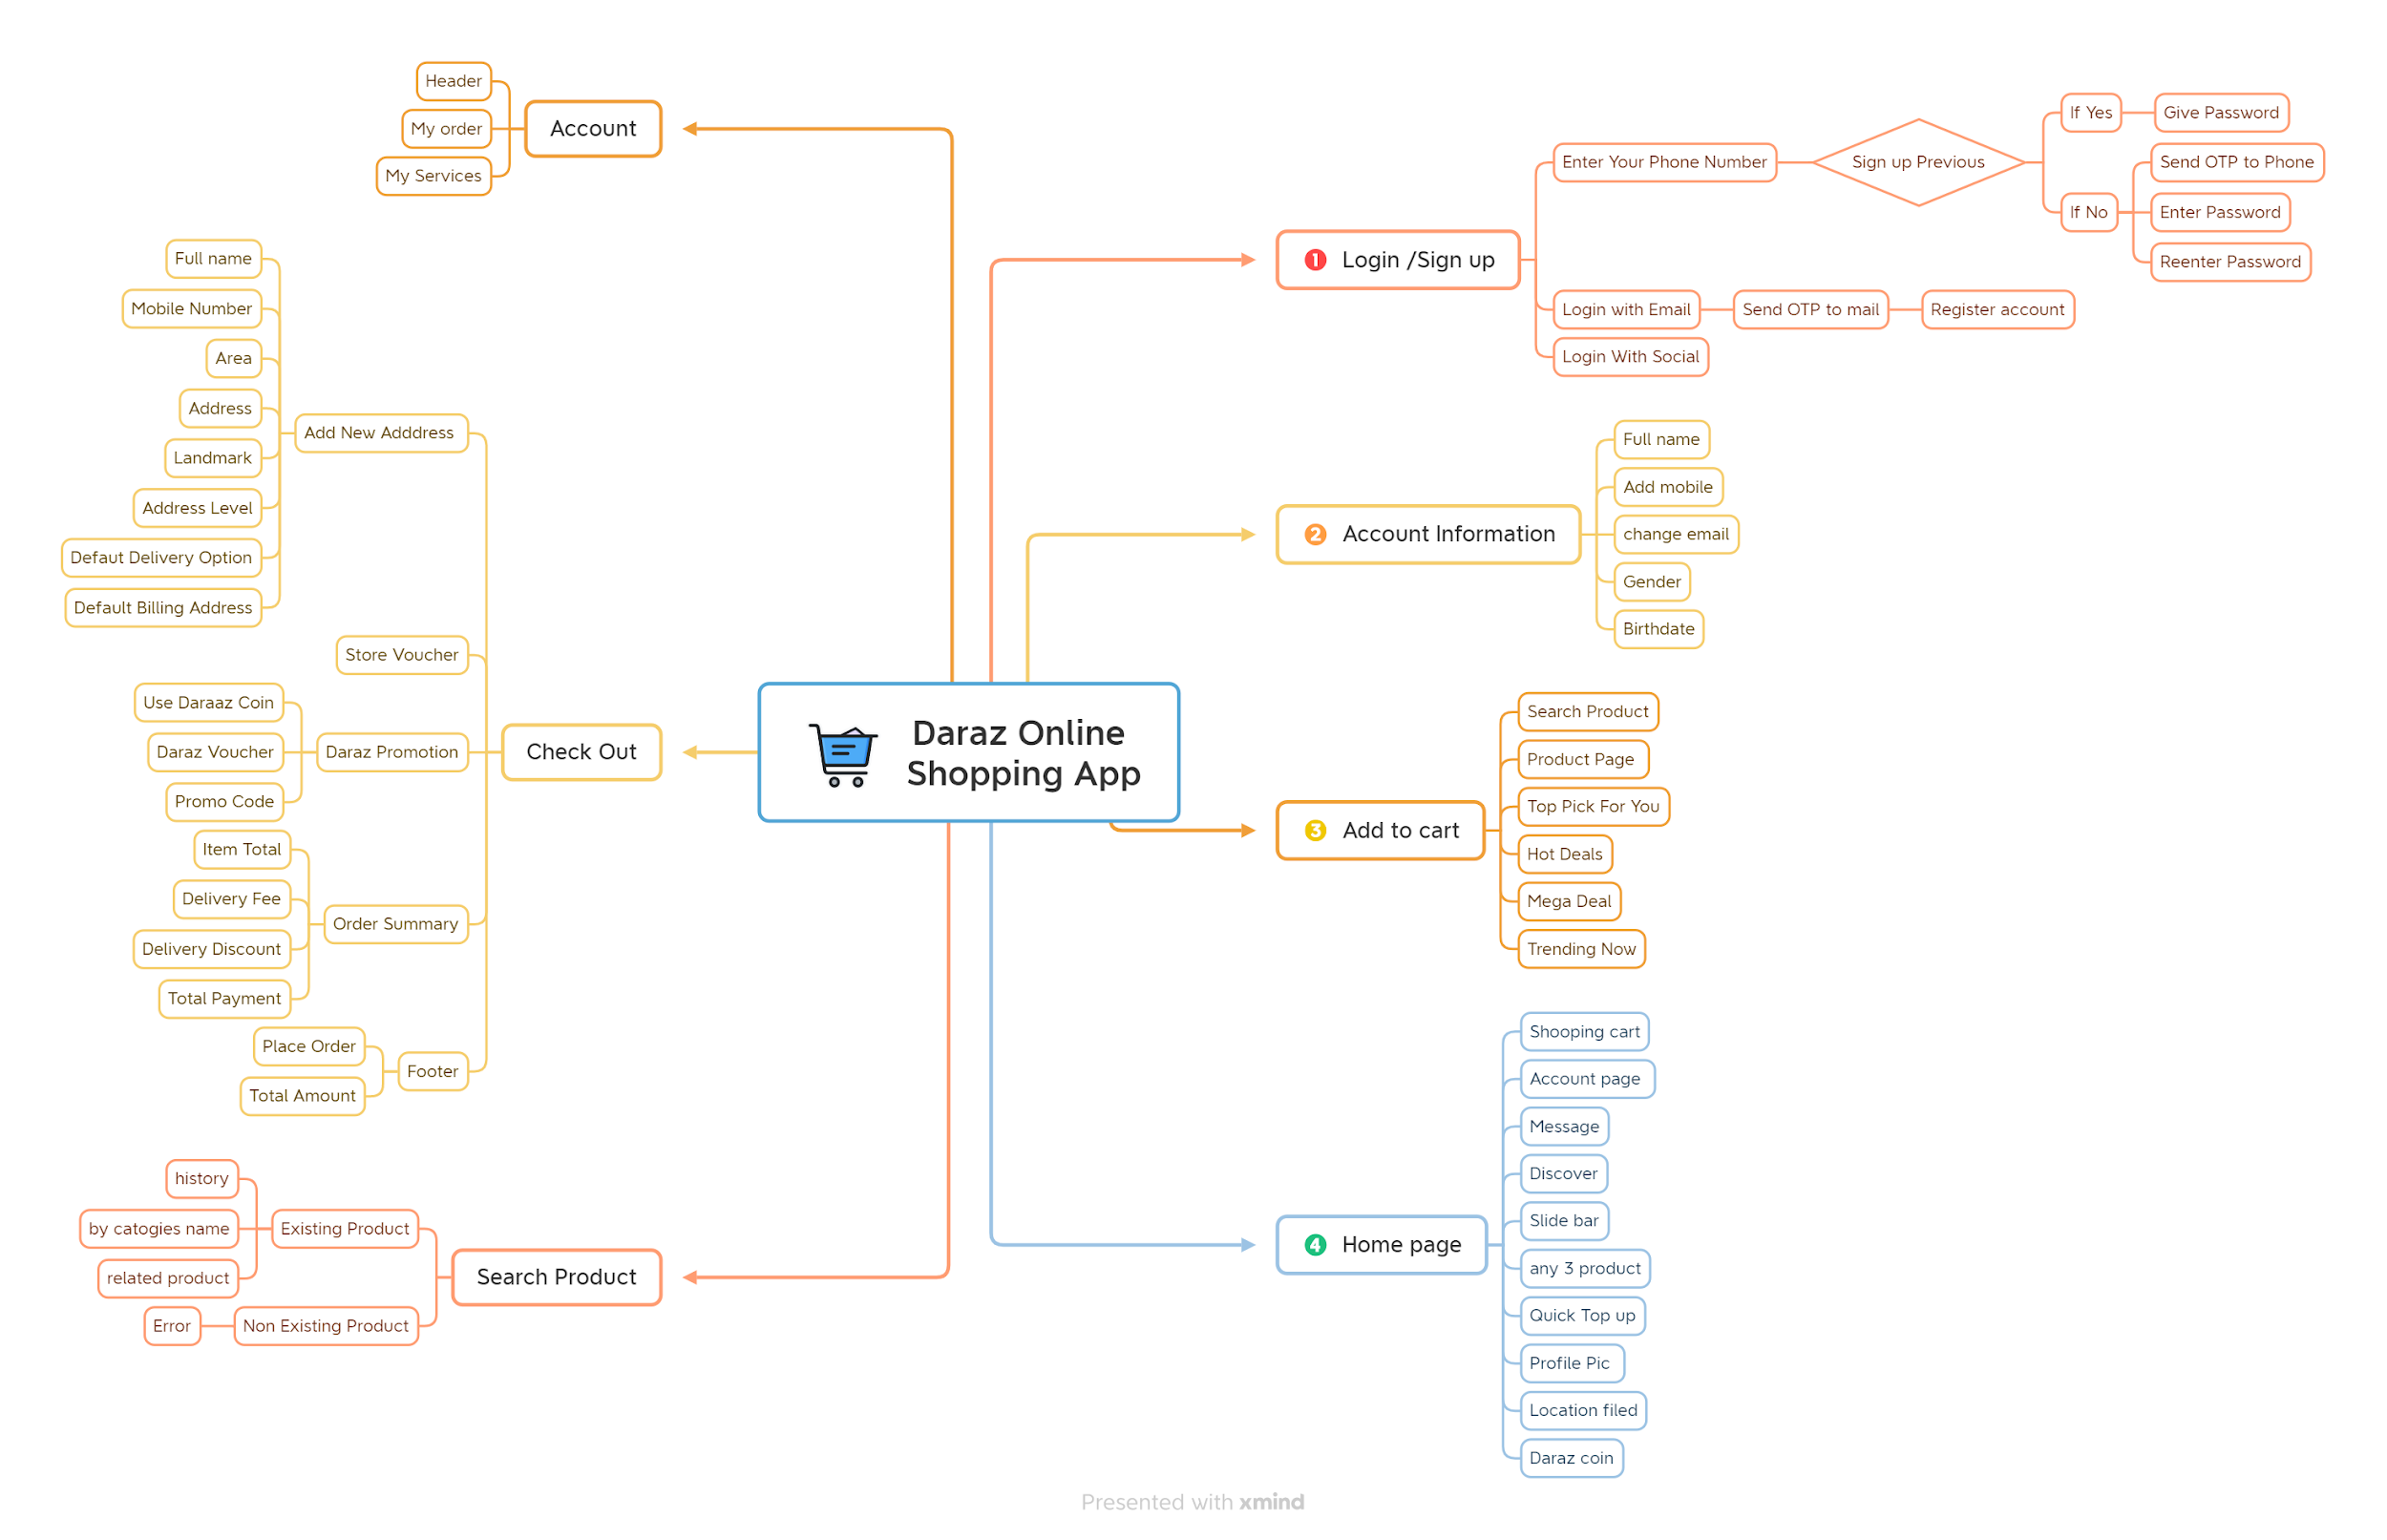 Daraz Online
Shopping App
1 Login /Sign up
Enter Your Phone Number
Sign up Previous
If Yes
Give Password
If No
Send OTP to Phone
Enter Password
Reenter Password
Login with Email
Send OTP to mail
Register account
Login With Social
2 Account Information
Full name
Add mobile
change email
Gender
Birthdate
3 Add to cart
Search Product
Product Page
Top Pick For You
Hot Deals
Mega Deal
Trending Now
4 Home page
Shooping cart
Account page
Message
Discover
Slide bar
any 3 product
Quick Top up
Profile Pic
Location filed
Daraz coin
Account
Header
My order
My Services
Check Out
Add New Adddress
Full name
Mobile Number
Area
Address
Landmark
Address Level
Defaut Delivery Option
Default Billing Address
Store Voucher
Daraz Promotion
Use Daraaz Coin
Daraz Voucher
Promo Code
Order Summary
Item Total
Delivery Fee
Delivery Discount
Total Payment
Footer
Place Order
Total Amount
Search Product
Existing Product
history
by catogies name
related product
Non Existing Product
Error
Presented with xmind